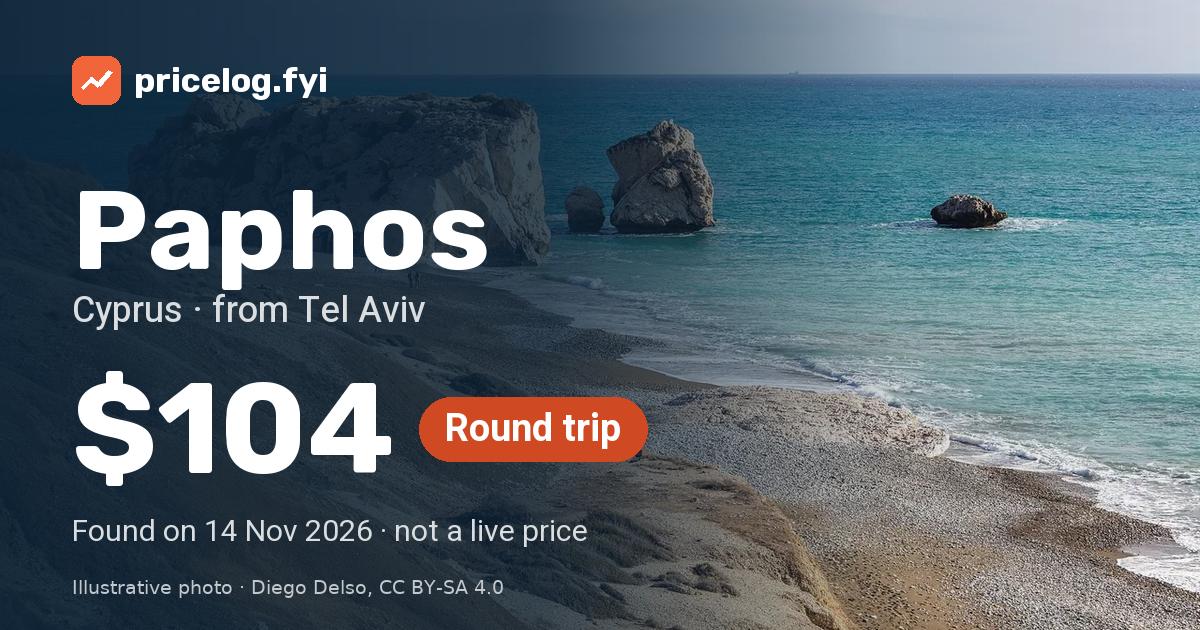 pricelog.fyi
Paphos
Cyprus · from Tel Aviv
$104
Round trip
Found on 14 Nov 2026 · not a live price
Illustrative photo · Diego Delso, CC BY-SA 4.0